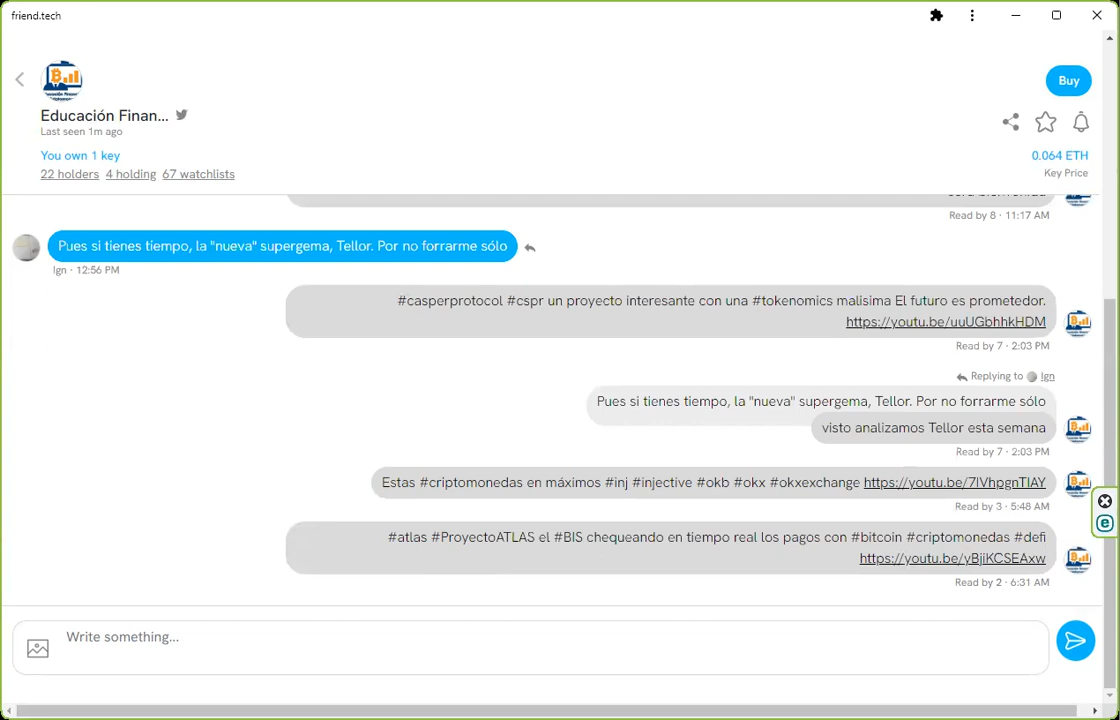 friend.tech
Buy
Educación Finan...
Last seen 1m ago
You own 1 key
0.064 ETH
22 holders 4 holding 67 watchlists
Key Price
Read by 8 · 11:17 AM
Pues si tienes tiempo, la "nueva" supergema, Tellor. Por no forrarme sólo
Ign · 12:56 PM
#casperprotocol #cspr un proyecto interesante con una #tokenomics malisima El futuro es prometedor.
https://youtu.be/uuUGbhhkHDM
Read by 7 · 2:03 PM
Replying to Ign
Pues si tienes tiempo, la "nueva" supergema, Tellor. Por no forrarme sólo
visto analizamos Tellor esta semana
Read by 7 · 2:03 PM
Estas #criptomonedas en máximos #inj #injective #okb #okx #okxexchange https://youtu.be/7lVhpgnTlAY
Read by 3 · 5:48 AM
#atlas #ProyectoATLAS el #BIS chequeando en tiempo real los pagos con #bitcoin #criptomonedas #defi
https://youtu.be/yBjiKCSEAxw
Read by 2 · 6:31 AM
Write something...